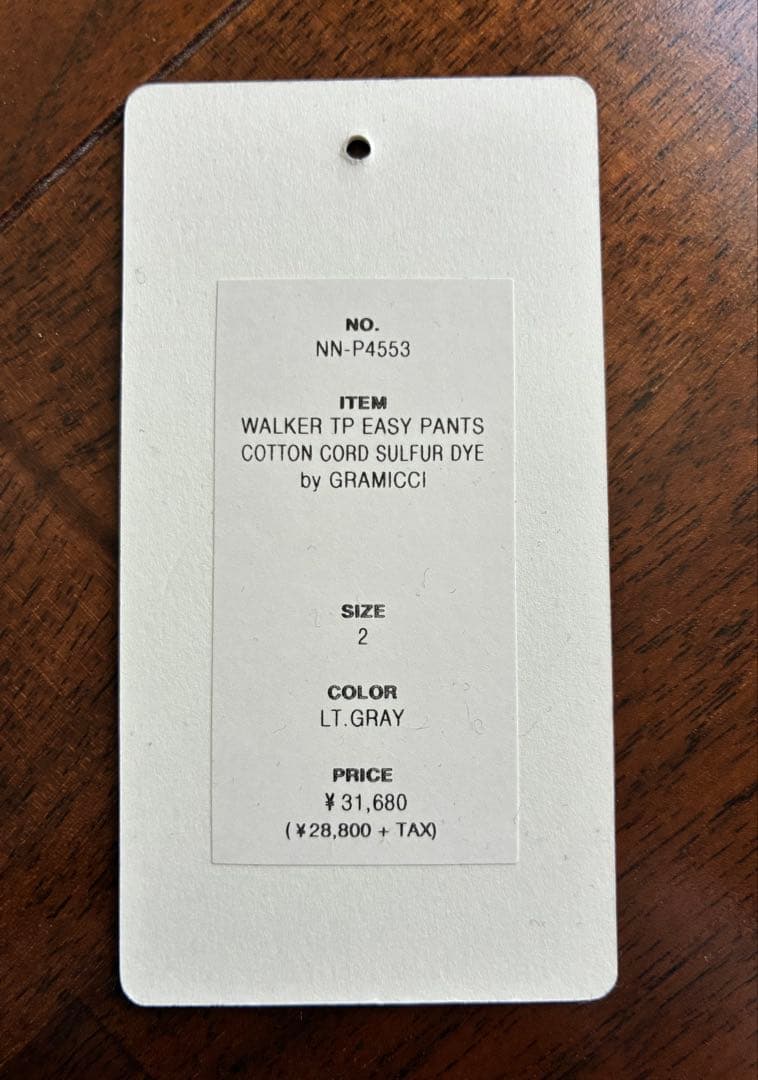 NO.
NN-P4553
ITEM
WALKER TP EASY PANTS
COTTON CORD SULFUR DYE
by GRAMICCI
SIZE
2
COLOR
LT.GRAY
PRICE
¥31,680
(¥28,800 + TAX)